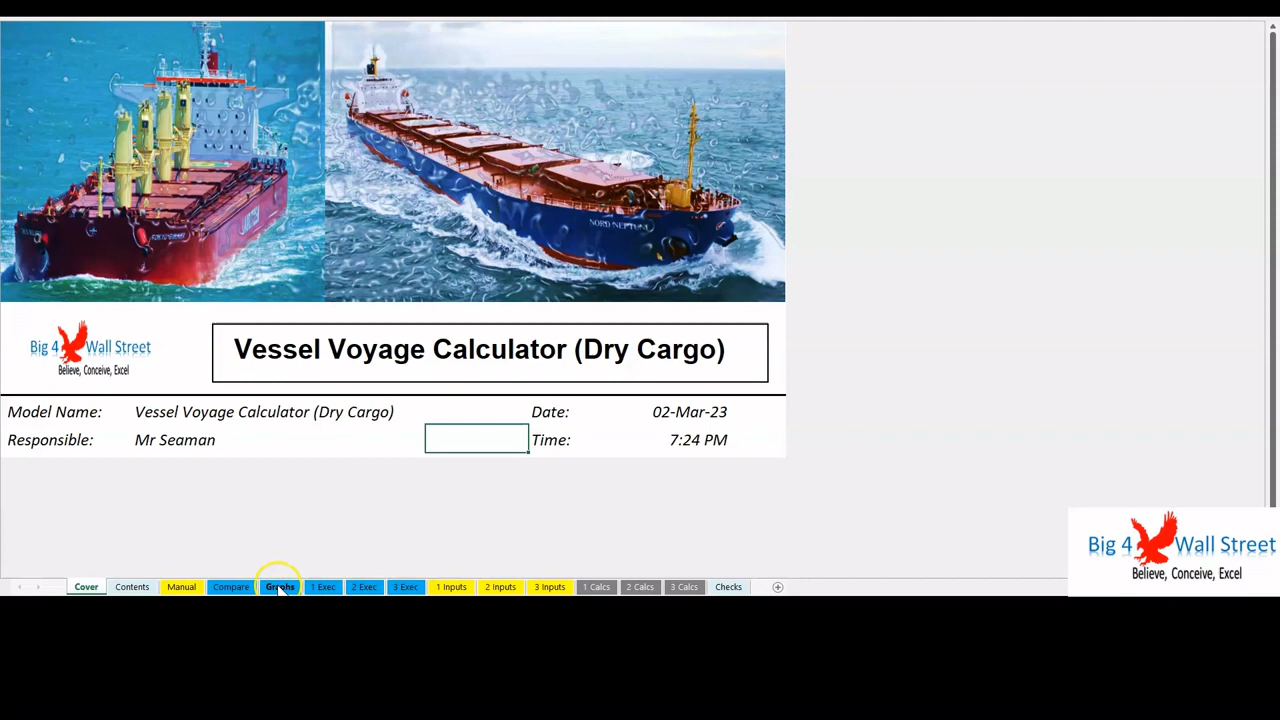 NORD NEPTUNE
Big 4 Wall Street
Believe, Conceive, Excel
Vessel Voyage Calculator (Dry Cargo)
Model Name: Vessel Voyage Calculator (Dry Cargo) Date: 02-Mar-23
Responsible: Mr Seaman Time: 7:24 PM
Big 4 Wall Street
Believe, Conceive, Excel
Cover Contents Manual Compare Graphs 1 Exec 2 Exec 3 Exec 1 Inputs 2 Inputs 3 Inputs 1 Calcs 2 Calcs 3 Calcs Checks